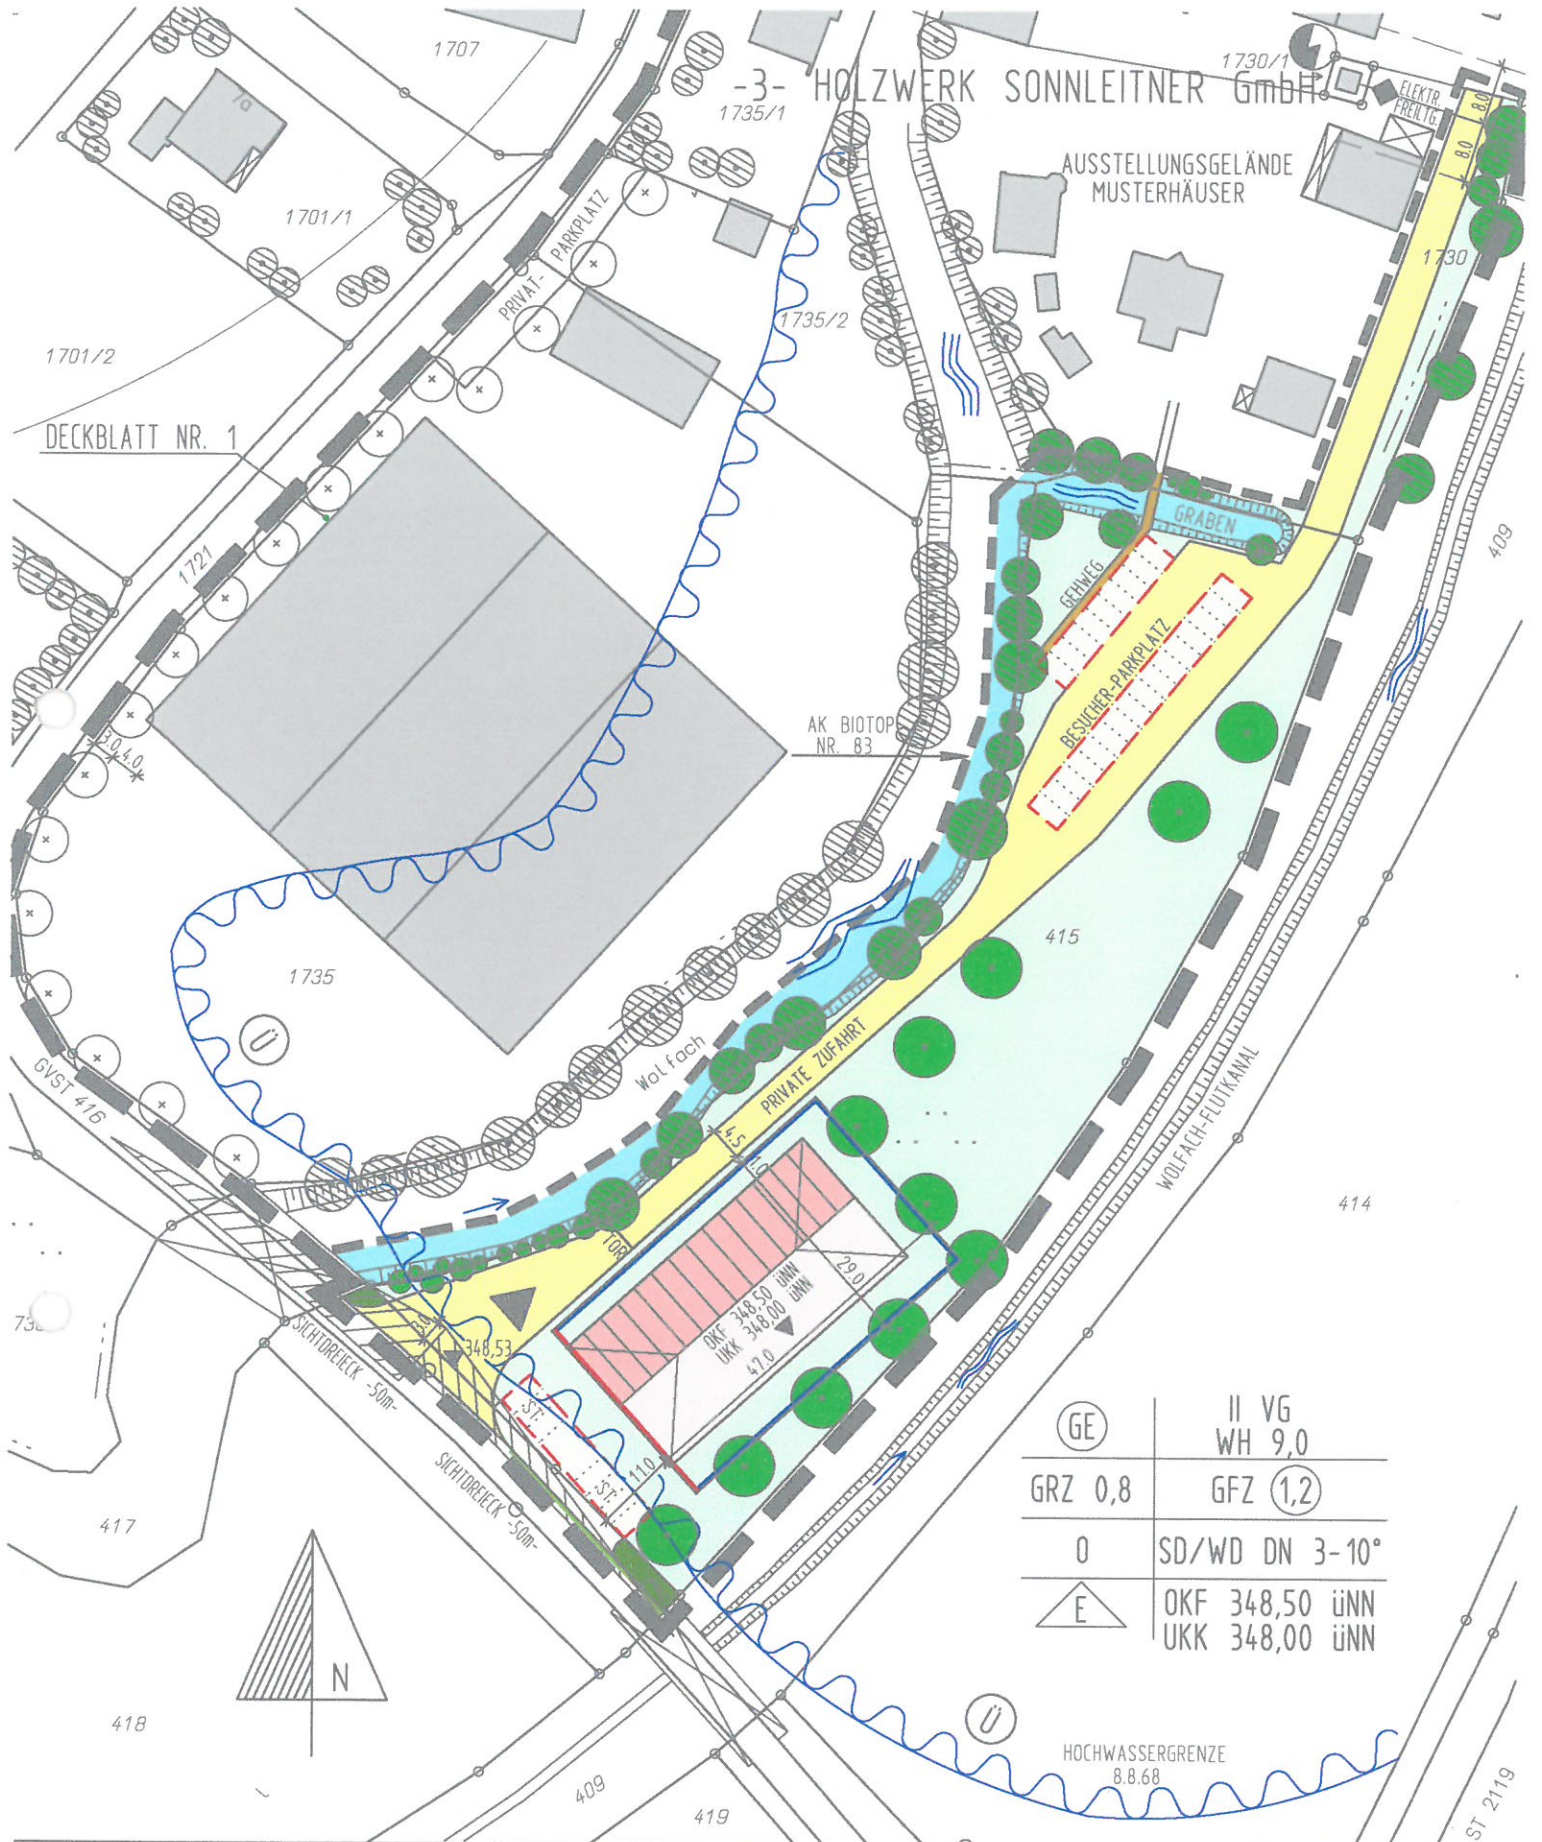 1707
-3- HOLZWERK SONNLEITNER GmbH
1730/1
1735/1
ELEKTR.
FREILTG.
8.0
8.0
7a
AUSSTELLUNGSGELÄNDE
MUSTERHÄUSER
1701/1
PRIVAT-
PARKPLATZ
1730
1735/2
1701/2
DECKBLATT NR. 1
GRABEN
409
1721
GEHWEG
BESUCHER-PARKPLATZ
AK BIOTOP
NR. 83
3.0
4.0
415
1735
Ü
Wolfach
PRIVATE ZUFAHRT
GVST 416
WOLFACH-FLUTKANAL
4.5
1.0
414
TOR
29.0
OKF 348,50 üNN
UKK 348,00 üNN
47.0
3.0
348,53
SICHTDREIECK -50m-
ST.
ST.
11.0
SICHTDREIECK -50m-
GE
II VG
WH 9,0
GRZ 0,8
GFZ 1,2
O
SD/WD DN 3-10°
E
OKF 348,50 üNN
UKK 348,00 üNN
417
N
418
Ü
HOCHWASSERGRENZE
8.8.68
409
419
ST 2119